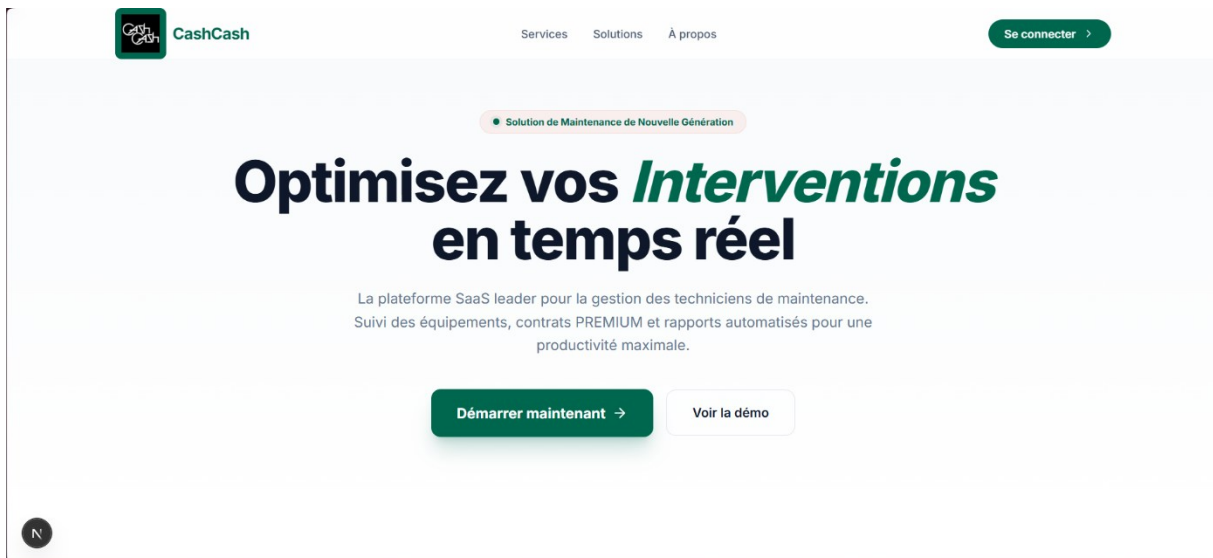 Cash
Cash
CashCash
Services
Solutions
À propos
Se connecter
Solution de Maintenance de Nouvelle Génération
Optimisez vos Interventions
en temps réel
La plateforme SaaS leader pour la gestion des techniciens de maintenance.
Suivi des équipements, contrats PREMIUM et rapports automatisés pour une
productivité maximale.
Démarrer maintenant →
Voir la démo
N